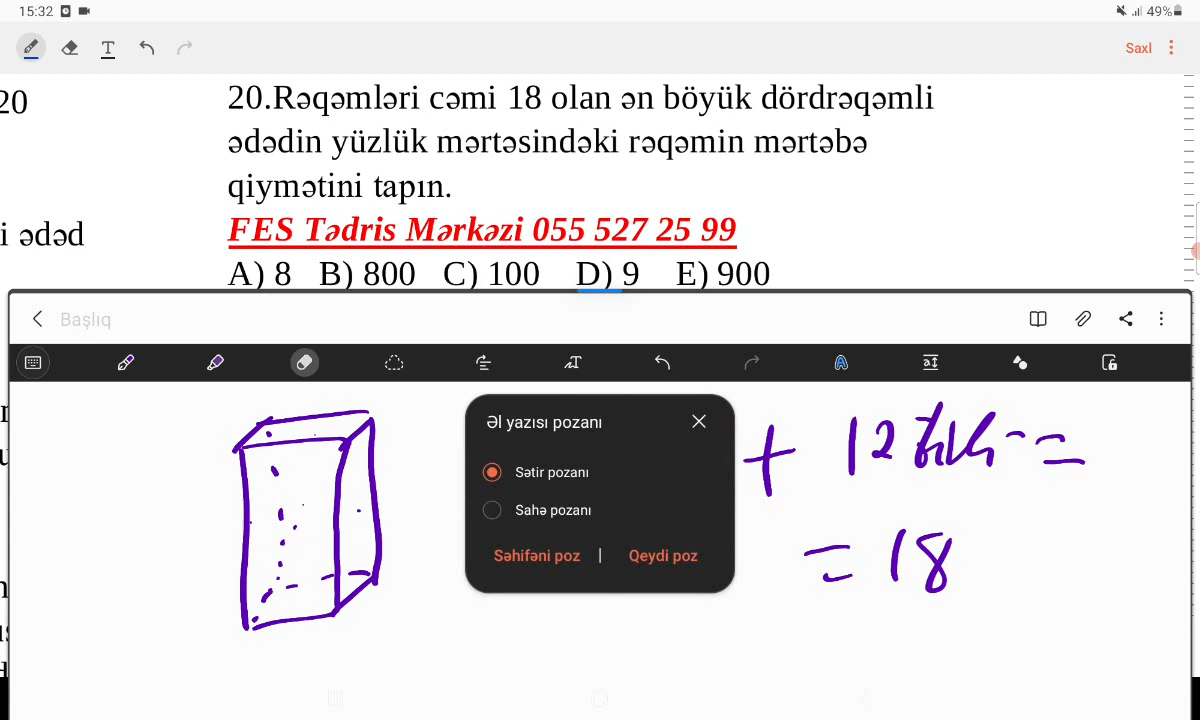 15:32 49%
Saxl
20
20.Rəqəmləri cəmi 18 olan ən böyük dördrəqəmli
ədədin yüzlük mərtəsindəki rəqəmin mərtəbə
qiymətini tapın.
i ədəd
FES Tədris Mərkəzi 055 527 25 99
A) 8 B) 800 C) 100 D) 9 E) 900
Başlıq
Əl yazısı pozanı
Sətir pozanı
Sahə pozanı
Səhifəni poz | Qeydi poz
+ 12 =
= 18